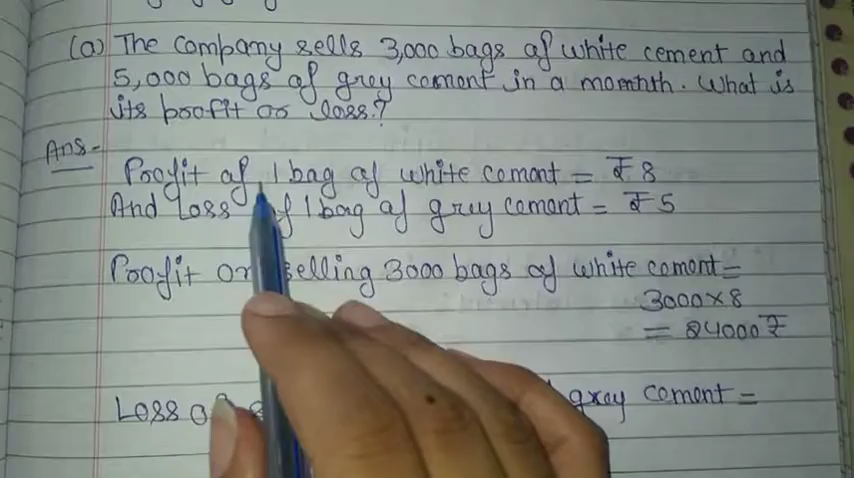 (a) The company sells 3,000 bags of white cement and
5,000 bags of grey cement in a momhth. What is
its profit or loss?
Ans-
Profit of 1 bag of white cement = ₹ 8
And Loss of 1 bag of grey cement = ₹ 5
Profit on selling 3000 bags of white cement =
3000×8
= 24000 ₹
Loss grey cement =